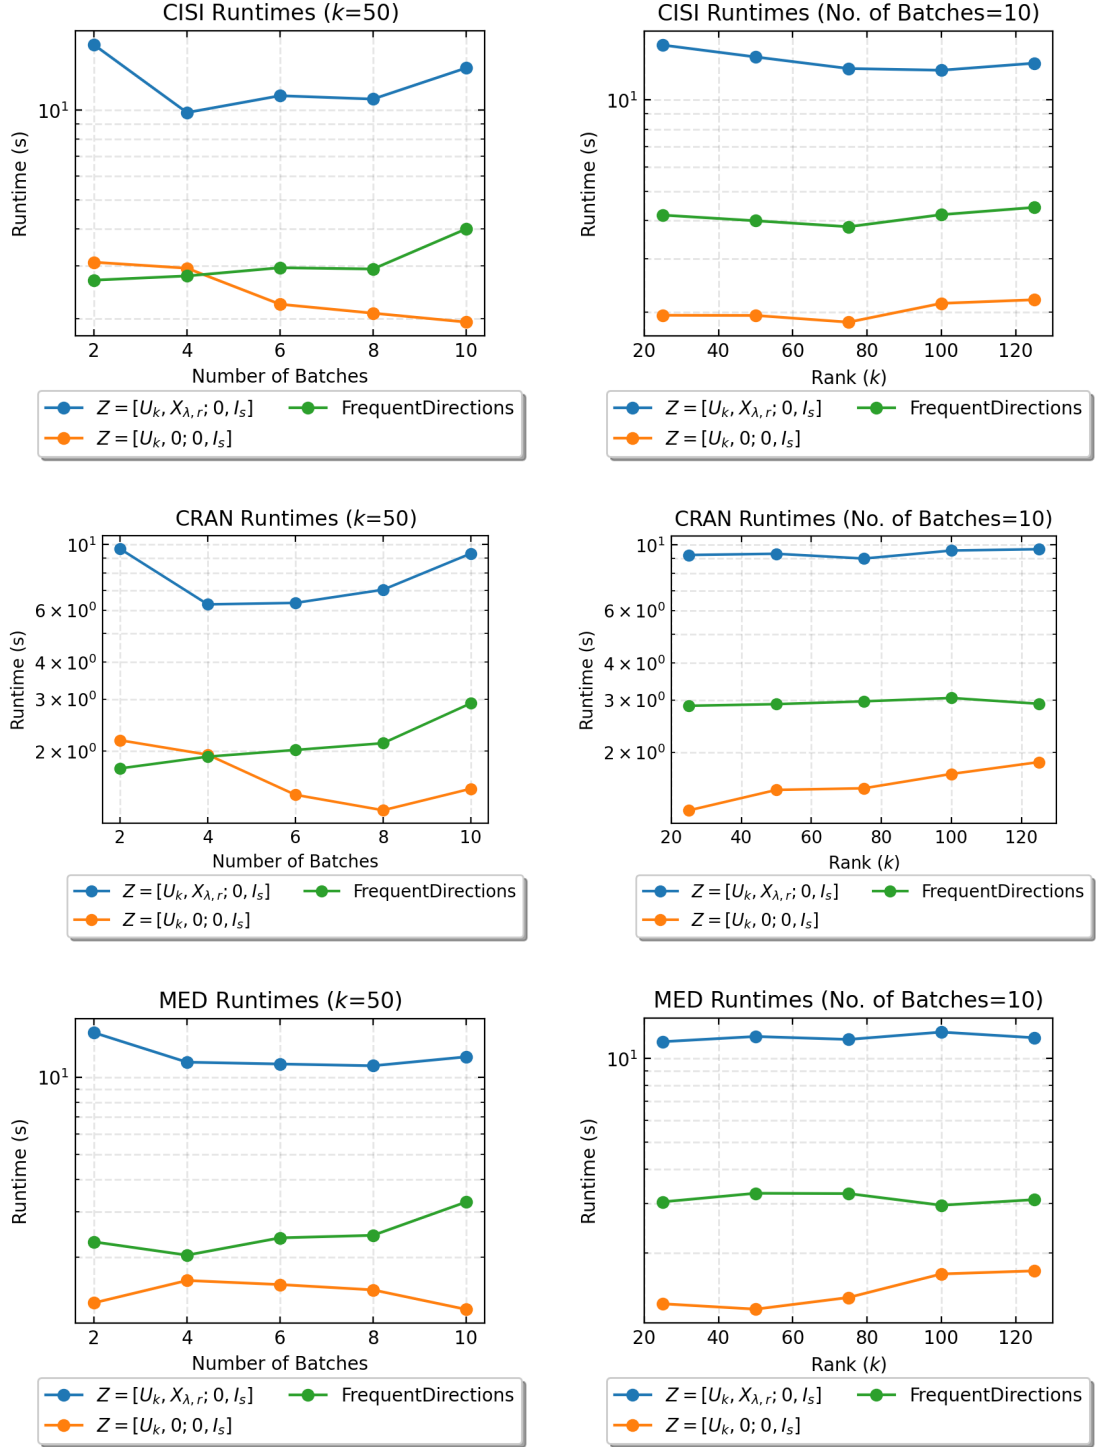 CISI Runtimes (k=50)
10¹
Runtime (s)
2 4 6 8 10
Number of Batches
Z = [U_k, X_{λ,r}; 0, I_s]
FrequentDirections
Z = [U_k, 0; 0, I_s]
CISI Runtimes (No. of Batches=10)
10¹
Runtime (s)
20 40 60 80 100 120
Rank (k)
Z = [U_k, X_{λ,r}; 0, I_s]
FrequentDirections
Z = [U_k, 0; 0, I_s]
CRAN Runtimes (k=50)
10¹
6 × 10⁰
4 × 10⁰
3 × 10⁰
2 × 10⁰
Runtime (s)
2 4 6 8 10
Number of Batches
Z = [U_k, X_{λ,r}; 0, I_s]
FrequentDirections
Z = [U_k, 0; 0, I_s]
CRAN Runtimes (No. of Batches=10)
10¹
6 × 10⁰
4 × 10⁰
3 × 10⁰
2 × 10⁰
Runtime (s)
20 40 60 80 100 120
Rank (k)
Z = [U_k, X_{λ,r}; 0, I_s]
FrequentDirections
Z = [U_k, 0; 0, I_s]
MED Runtimes (k=50)
10¹
Runtime (s)
2 4 6 8 10
Number of Batches
Z = [U_k, X_{λ,r}; 0, I_s]
FrequentDirections
Z = [U_k, 0; 0, I_s]
MED Runtimes (No. of Batches=10)
10¹
Runtime (s)
20 40 60 80 100 120
Rank (k)
Z = [U_k, X_{λ,r}; 0, I_s]
FrequentDirections
Z = [U_k, 0; 0, I_s]